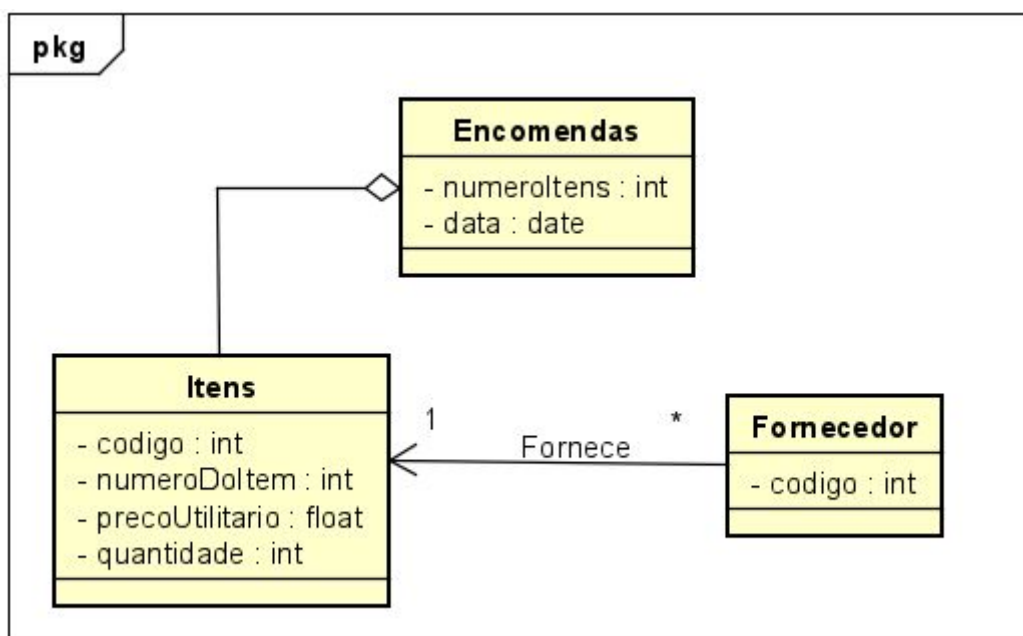 pkg
Encomendas
- numeroItens : int
- data : date
Itens
- codigo : int
- numeroDoItem : int
- precoUtilitario : float
- quantidade : int
1
*
Fornece
Fornecedor
- codigo : int